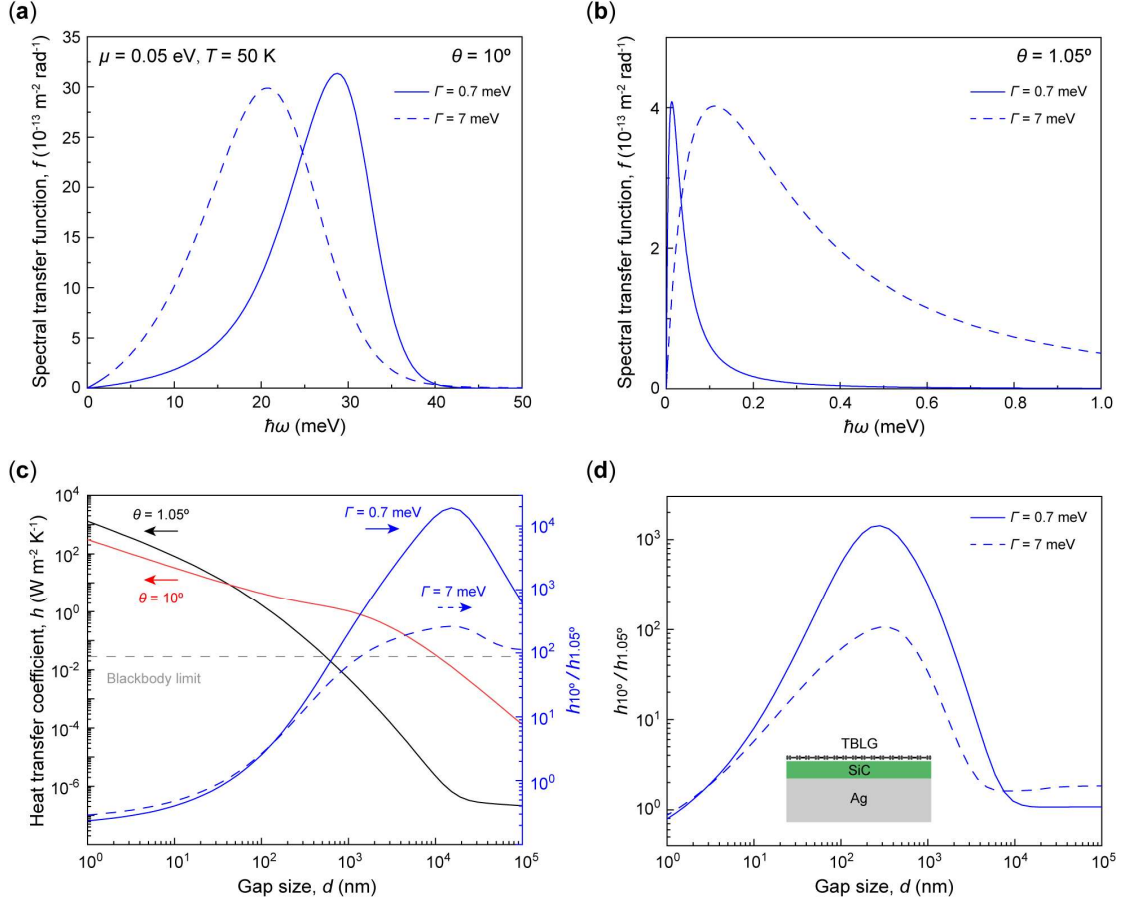 (a)
μ = 0.05 eV, T = 50 K
θ = 10º
Γ = 0.7 meV
Γ = 7 meV
Spectral transfer function, f (10⁻¹³ m⁻² rad⁻¹)
35
30
25
20
15
10
5
0
0 10 20 30 40 50
ħω (meV)
(b)
θ = 1.05º
Γ = 0.7 meV
Γ = 7 meV
Spectral transfer function, f (10⁻¹³ m⁻² rad⁻¹)
4
2
0
0 0.2 0.4 0.6 0.8 1.0
ħω (meV)
(c)
θ = 1.05º
θ = 10º
Γ = 0.7 meV
Γ = 7 meV
Blackbody limit
Heat transfer coefficient, h (W m⁻² K⁻¹)
10⁴
10²
10⁰
10⁻²
10⁻⁴
10⁻⁶
h10º/h1.05º
10⁴
10³
10²
10¹
10⁰
10⁰ 10¹ 10² 10³ 10⁴ 10⁵
Gap size, d (nm)
(d)
Γ = 0.7 meV
Γ = 7 meV
h10º/h1.05º
10³
10²
10¹
10⁰
TBLG
SiC
Ag
10⁰ 10¹ 10² 10³ 10⁴ 10⁵
Gap size, d (nm)